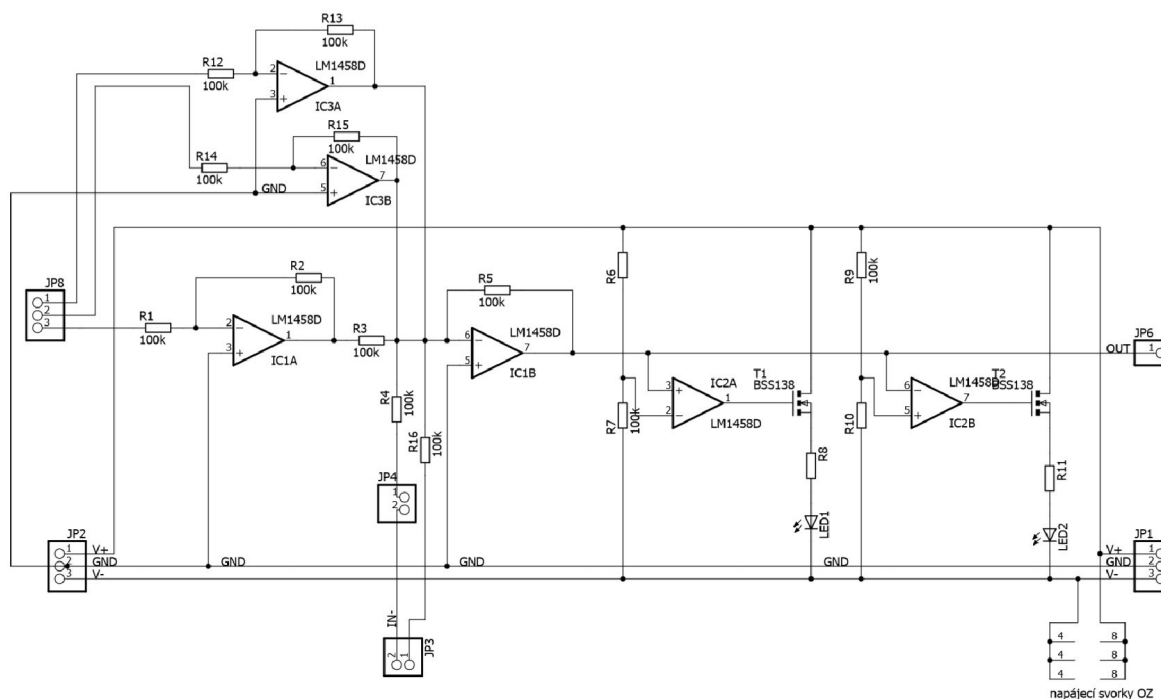 R13
100k
R12
100k
LM1458D
2
3
1
IC3A
R15
100k
R14
100k
LM1458D
6
5
7
IC3B
GND
JP8
1
2
3
R1
100k
R2
100k
LM1458D
2
3
1
IC1A
R3
100k
R5
100k
LM1458D
6
5
7
IC1B
R4
100k
R16
100k
R6
R7
100k
IC2A
3
2
1
LM1458D
T1
BSS138
R8
LED1
R9
100k
R10
LM1458D
6
5
7
IC2B
T2
BSS138
R11
LED2
OUT
JP6
1
JP4
1
2
JP2
1
2
3
V+
GND
V-
GND
GND
GND
V+
GND
V-
JP1
1
2
3
IN-
2
1
JP3
4
4
4
8
8
8
napájecí svorky OZ